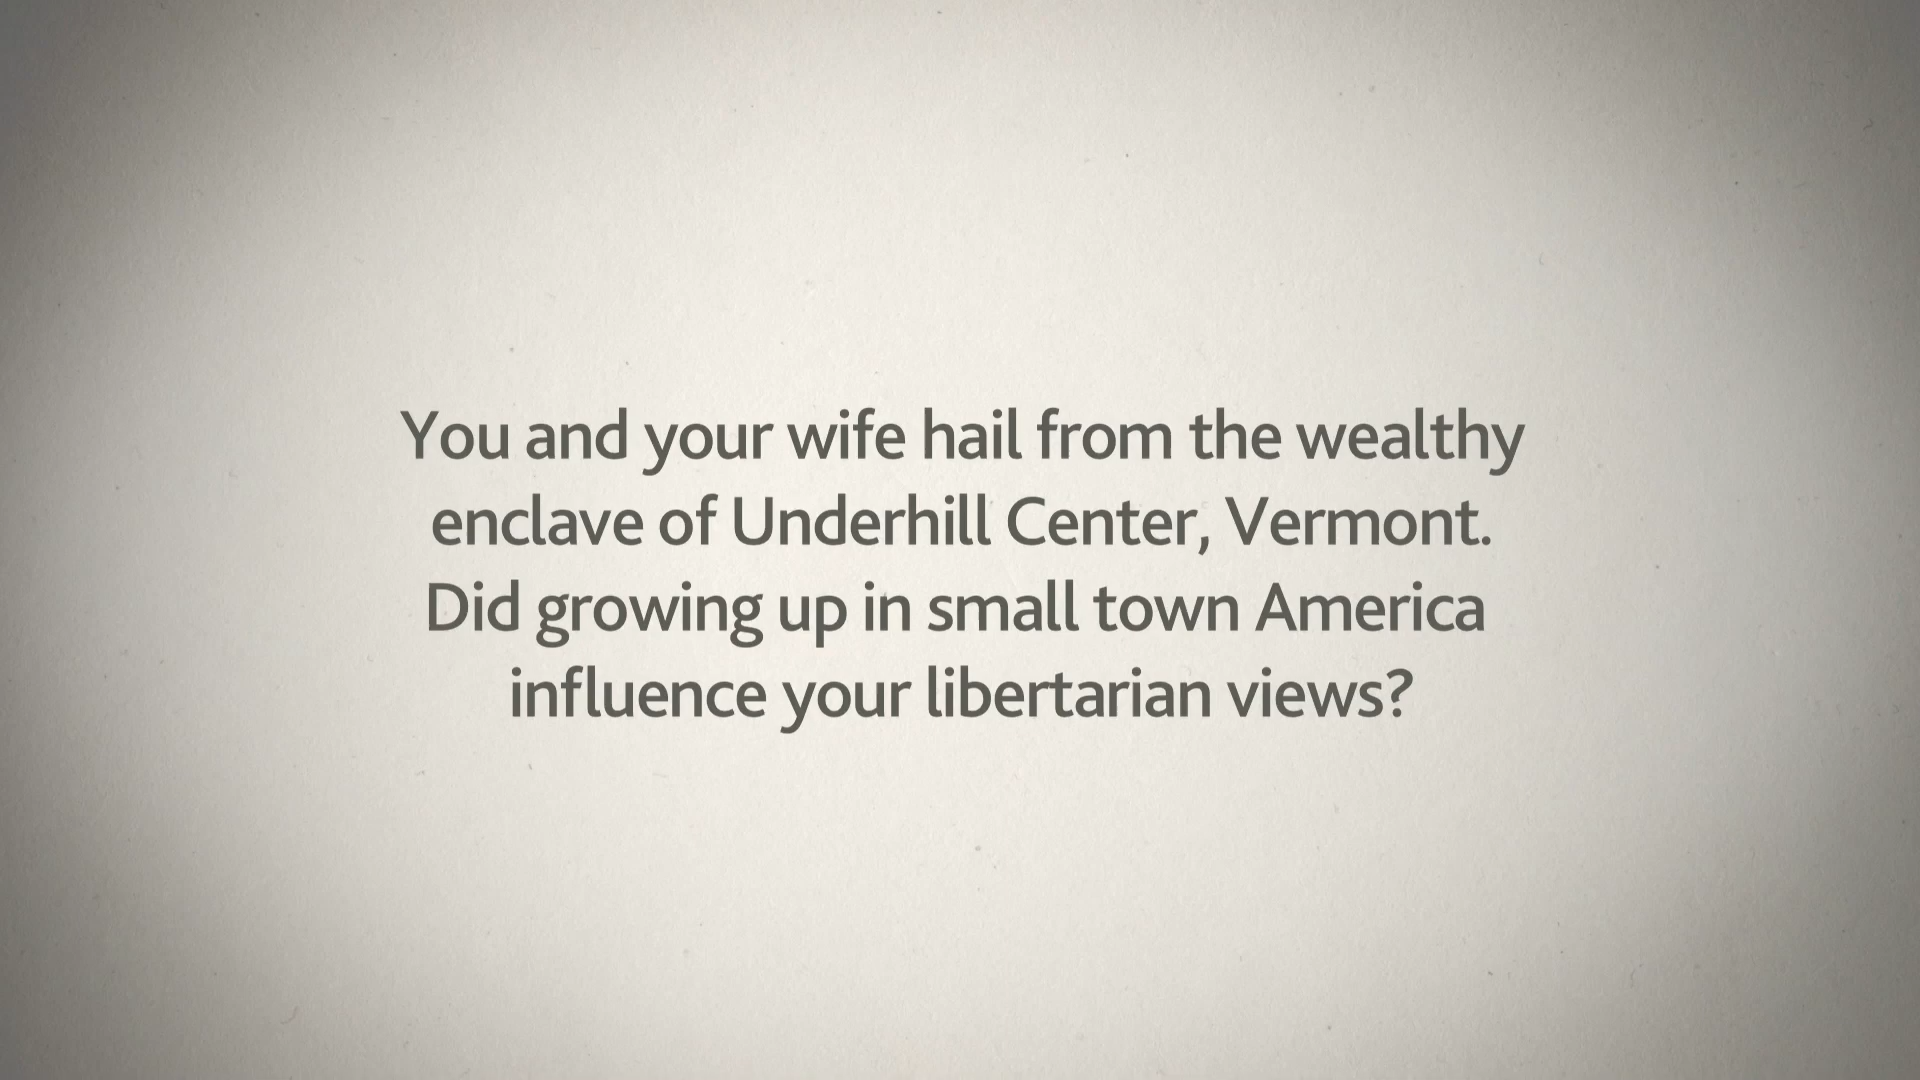 You and your wife hail from the wealthy
enclave of Underhill Center, Vermont.
Did growing up in small town America
influence your libertarian views?